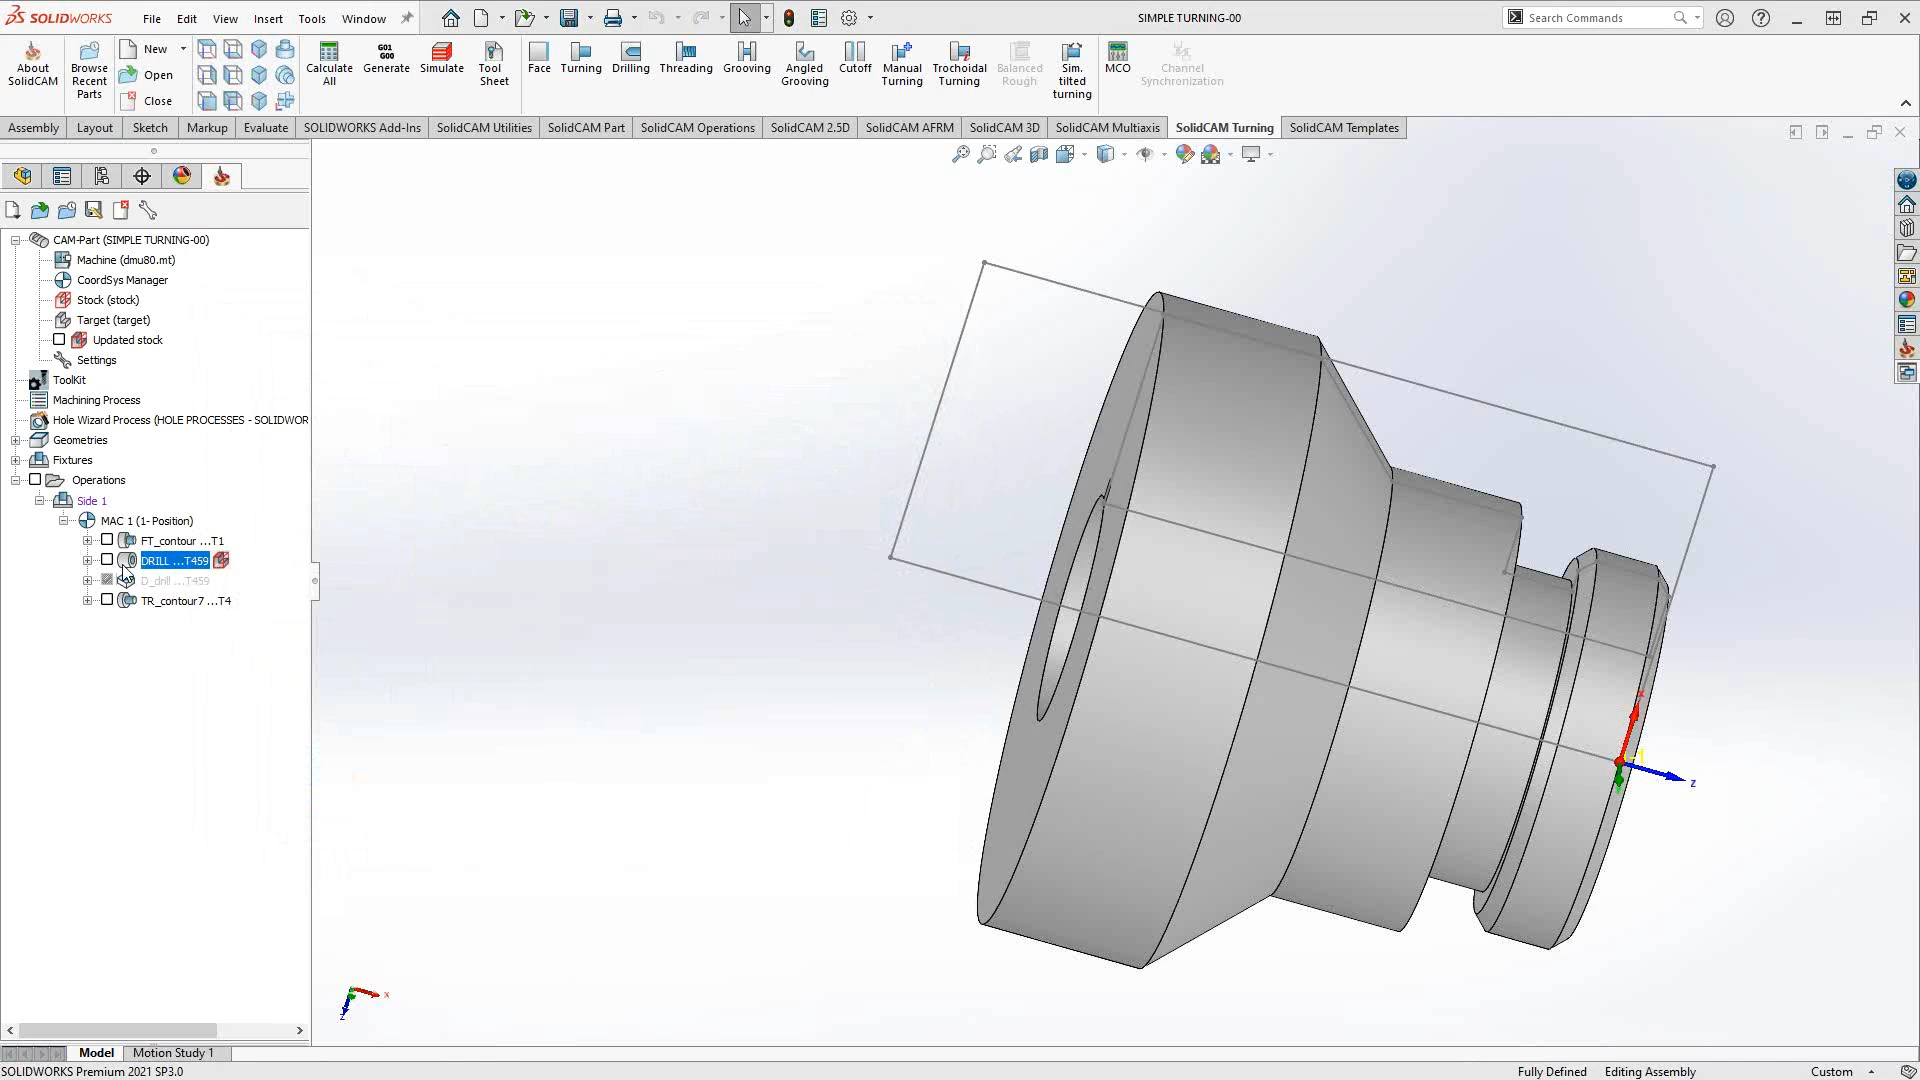 SOLIDWORKS File Edit View Insert Tools Window
SIMPLE TURNING-00
Search Commands
About SolidCAM
Browse Recent Parts
New
Open
Close
Calculate All
G01 G00
Generate
Simulate
Tool Sheet
Face
Turning
Drilling
Threading
Grooving
Angled Grooving
Cutoff
Manual Turning
Trochoidal Turning
Balanced Rough
Sim. tilted turning
MCO
Channel Synchronization
Assembly Layout Sketch Markup Evaluate SOLIDWORKS Add-Ins SolidCAM Utilities SolidCAM Part SolidCAM Operations SolidCAM 2.5D SolidCAM AFRM SolidCAM 3D SolidCAM Multiaxis SolidCAM Turning SolidCAM Templates
CAM-Part (SIMPLE TURNING-00)
Machine (dmu80.mt)
CoordSys Manager
Stock (stock)
Target (target)
Updated stock
Settings
ToolKit
Machining Process
Hole Wizard Process (HOLE PROCESSES - SOLIDWOR
Geometries
Fixtures
Operations
Side 1
MAC 1 (1- Position)
FT_contour ...T1
DRILL ...T459
D_drill ...T459
TR_contour7 ...T4
x
z
x
z
Model Motion Study 1
SOLIDWORKS Premium 2021 SP3.0
Fully Defined Editing Assembly Custom